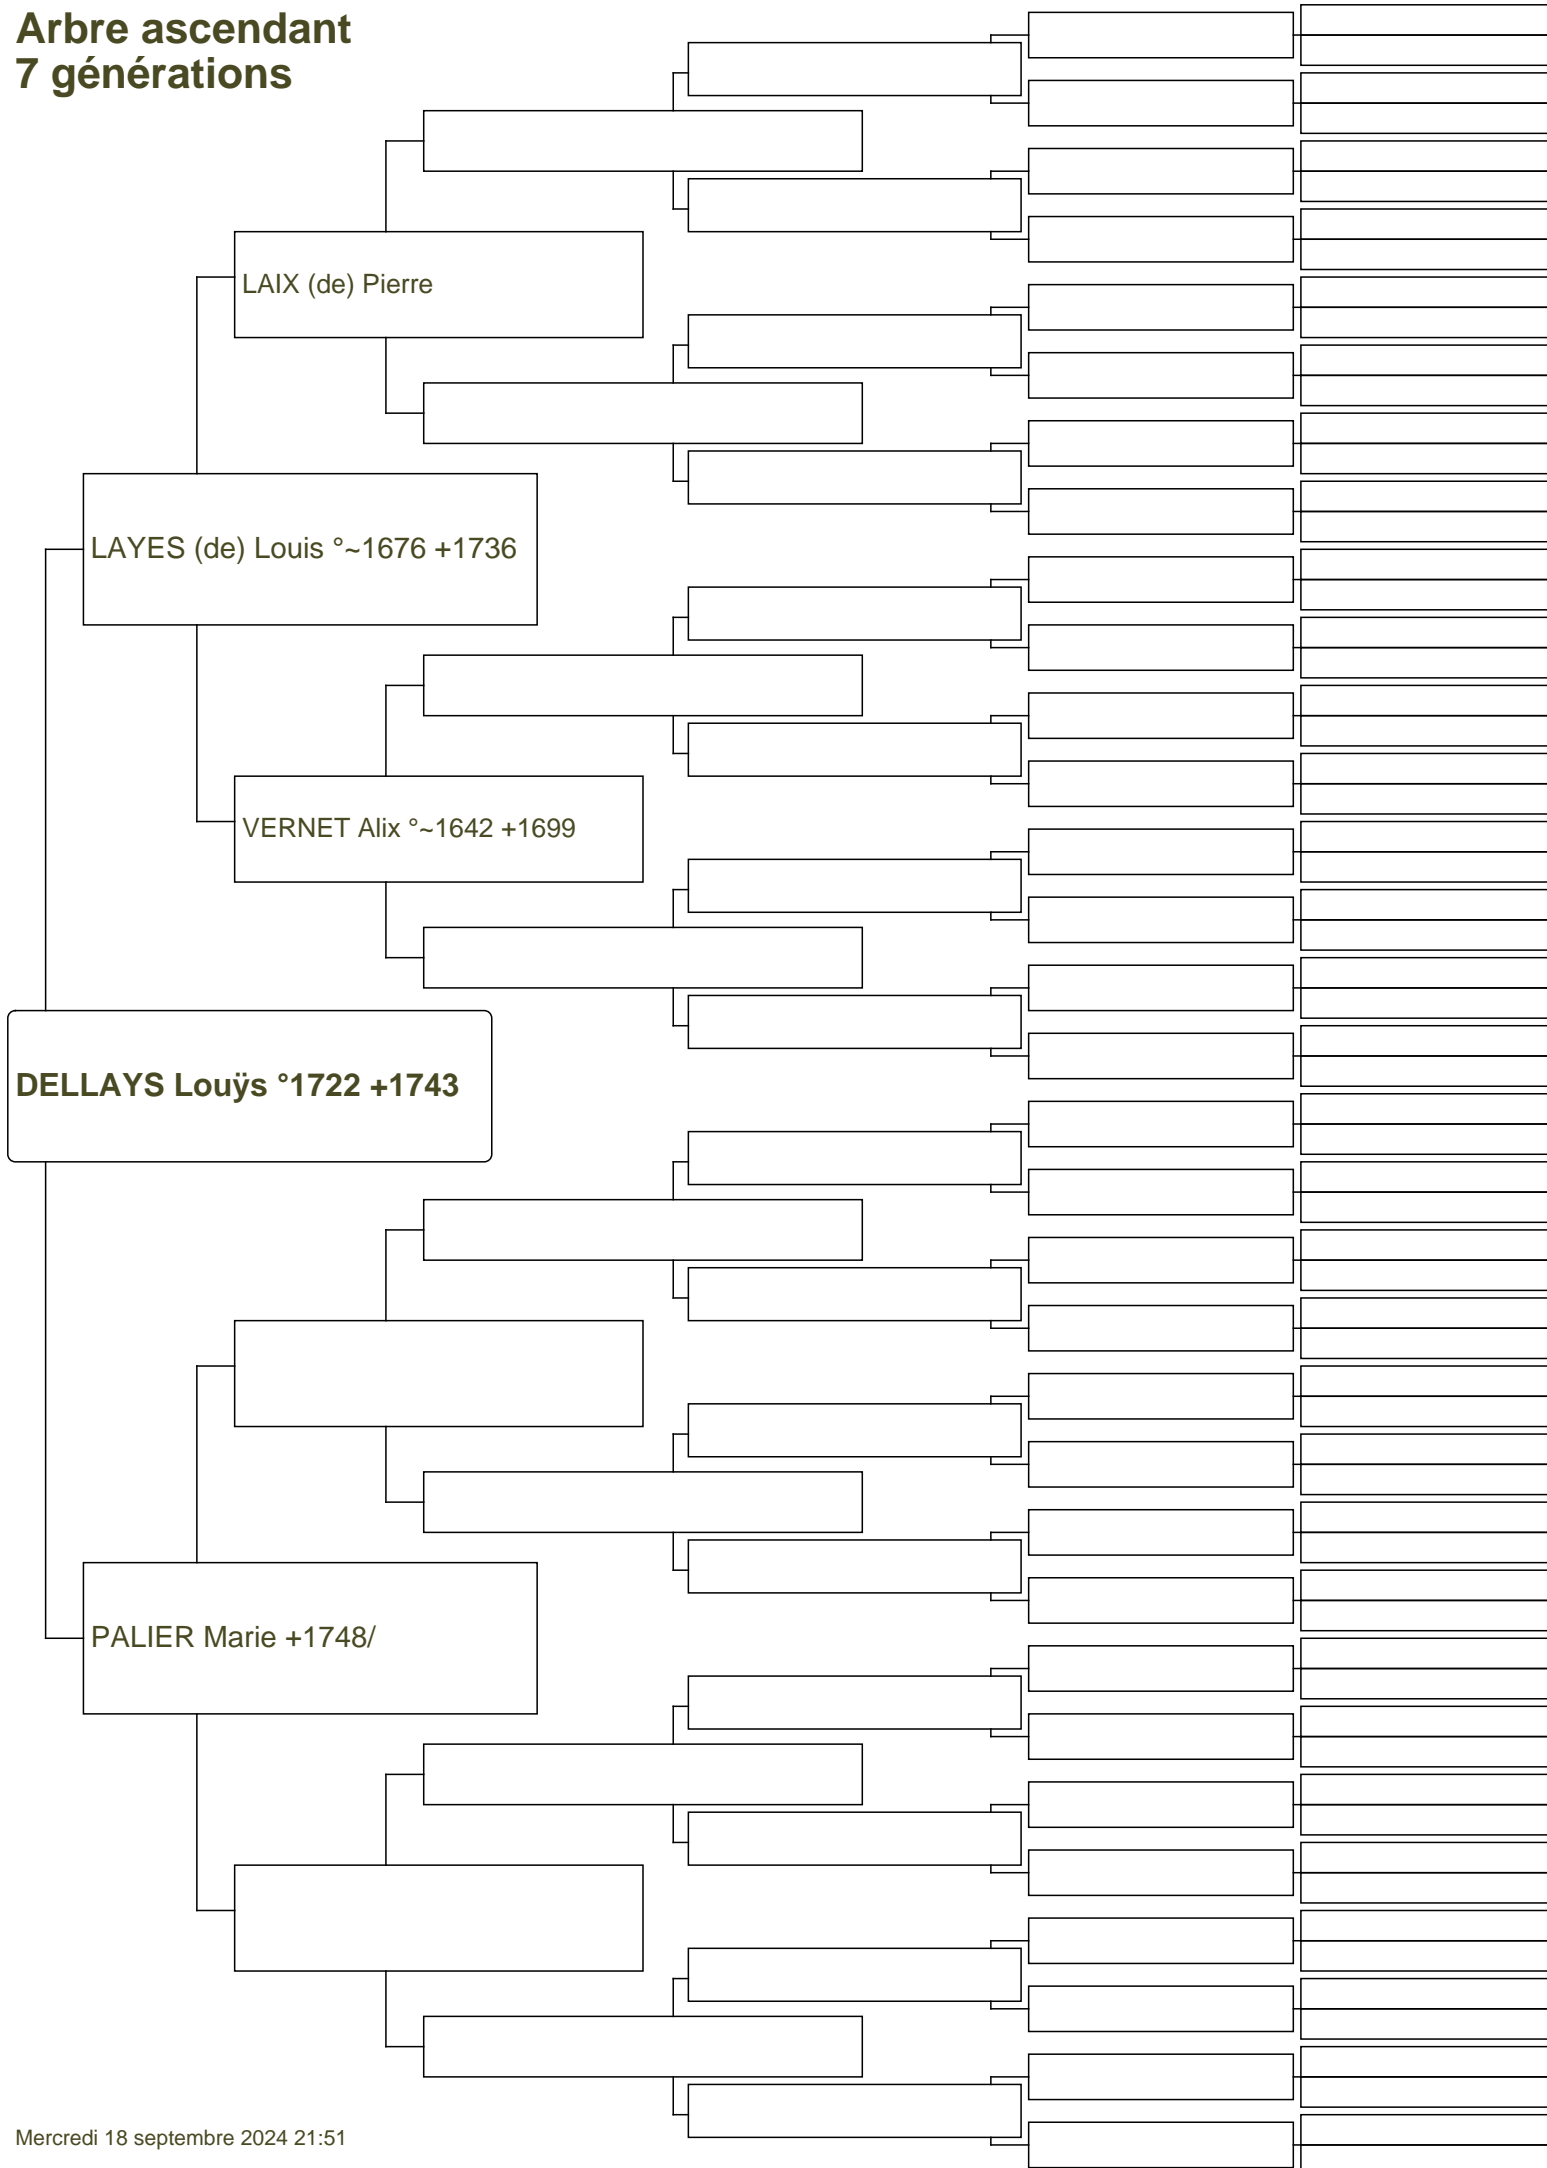 Arbre ascendant
7 générations
LAIX (de) Pierre
LAYES (de) Louis °~1676 +1736
VERNET Alix °~1642 +1699
DELLAYS Louÿs °1722 +1743
PALIER Marie +1748/
Mercredi 18 septembre 2024 21:51